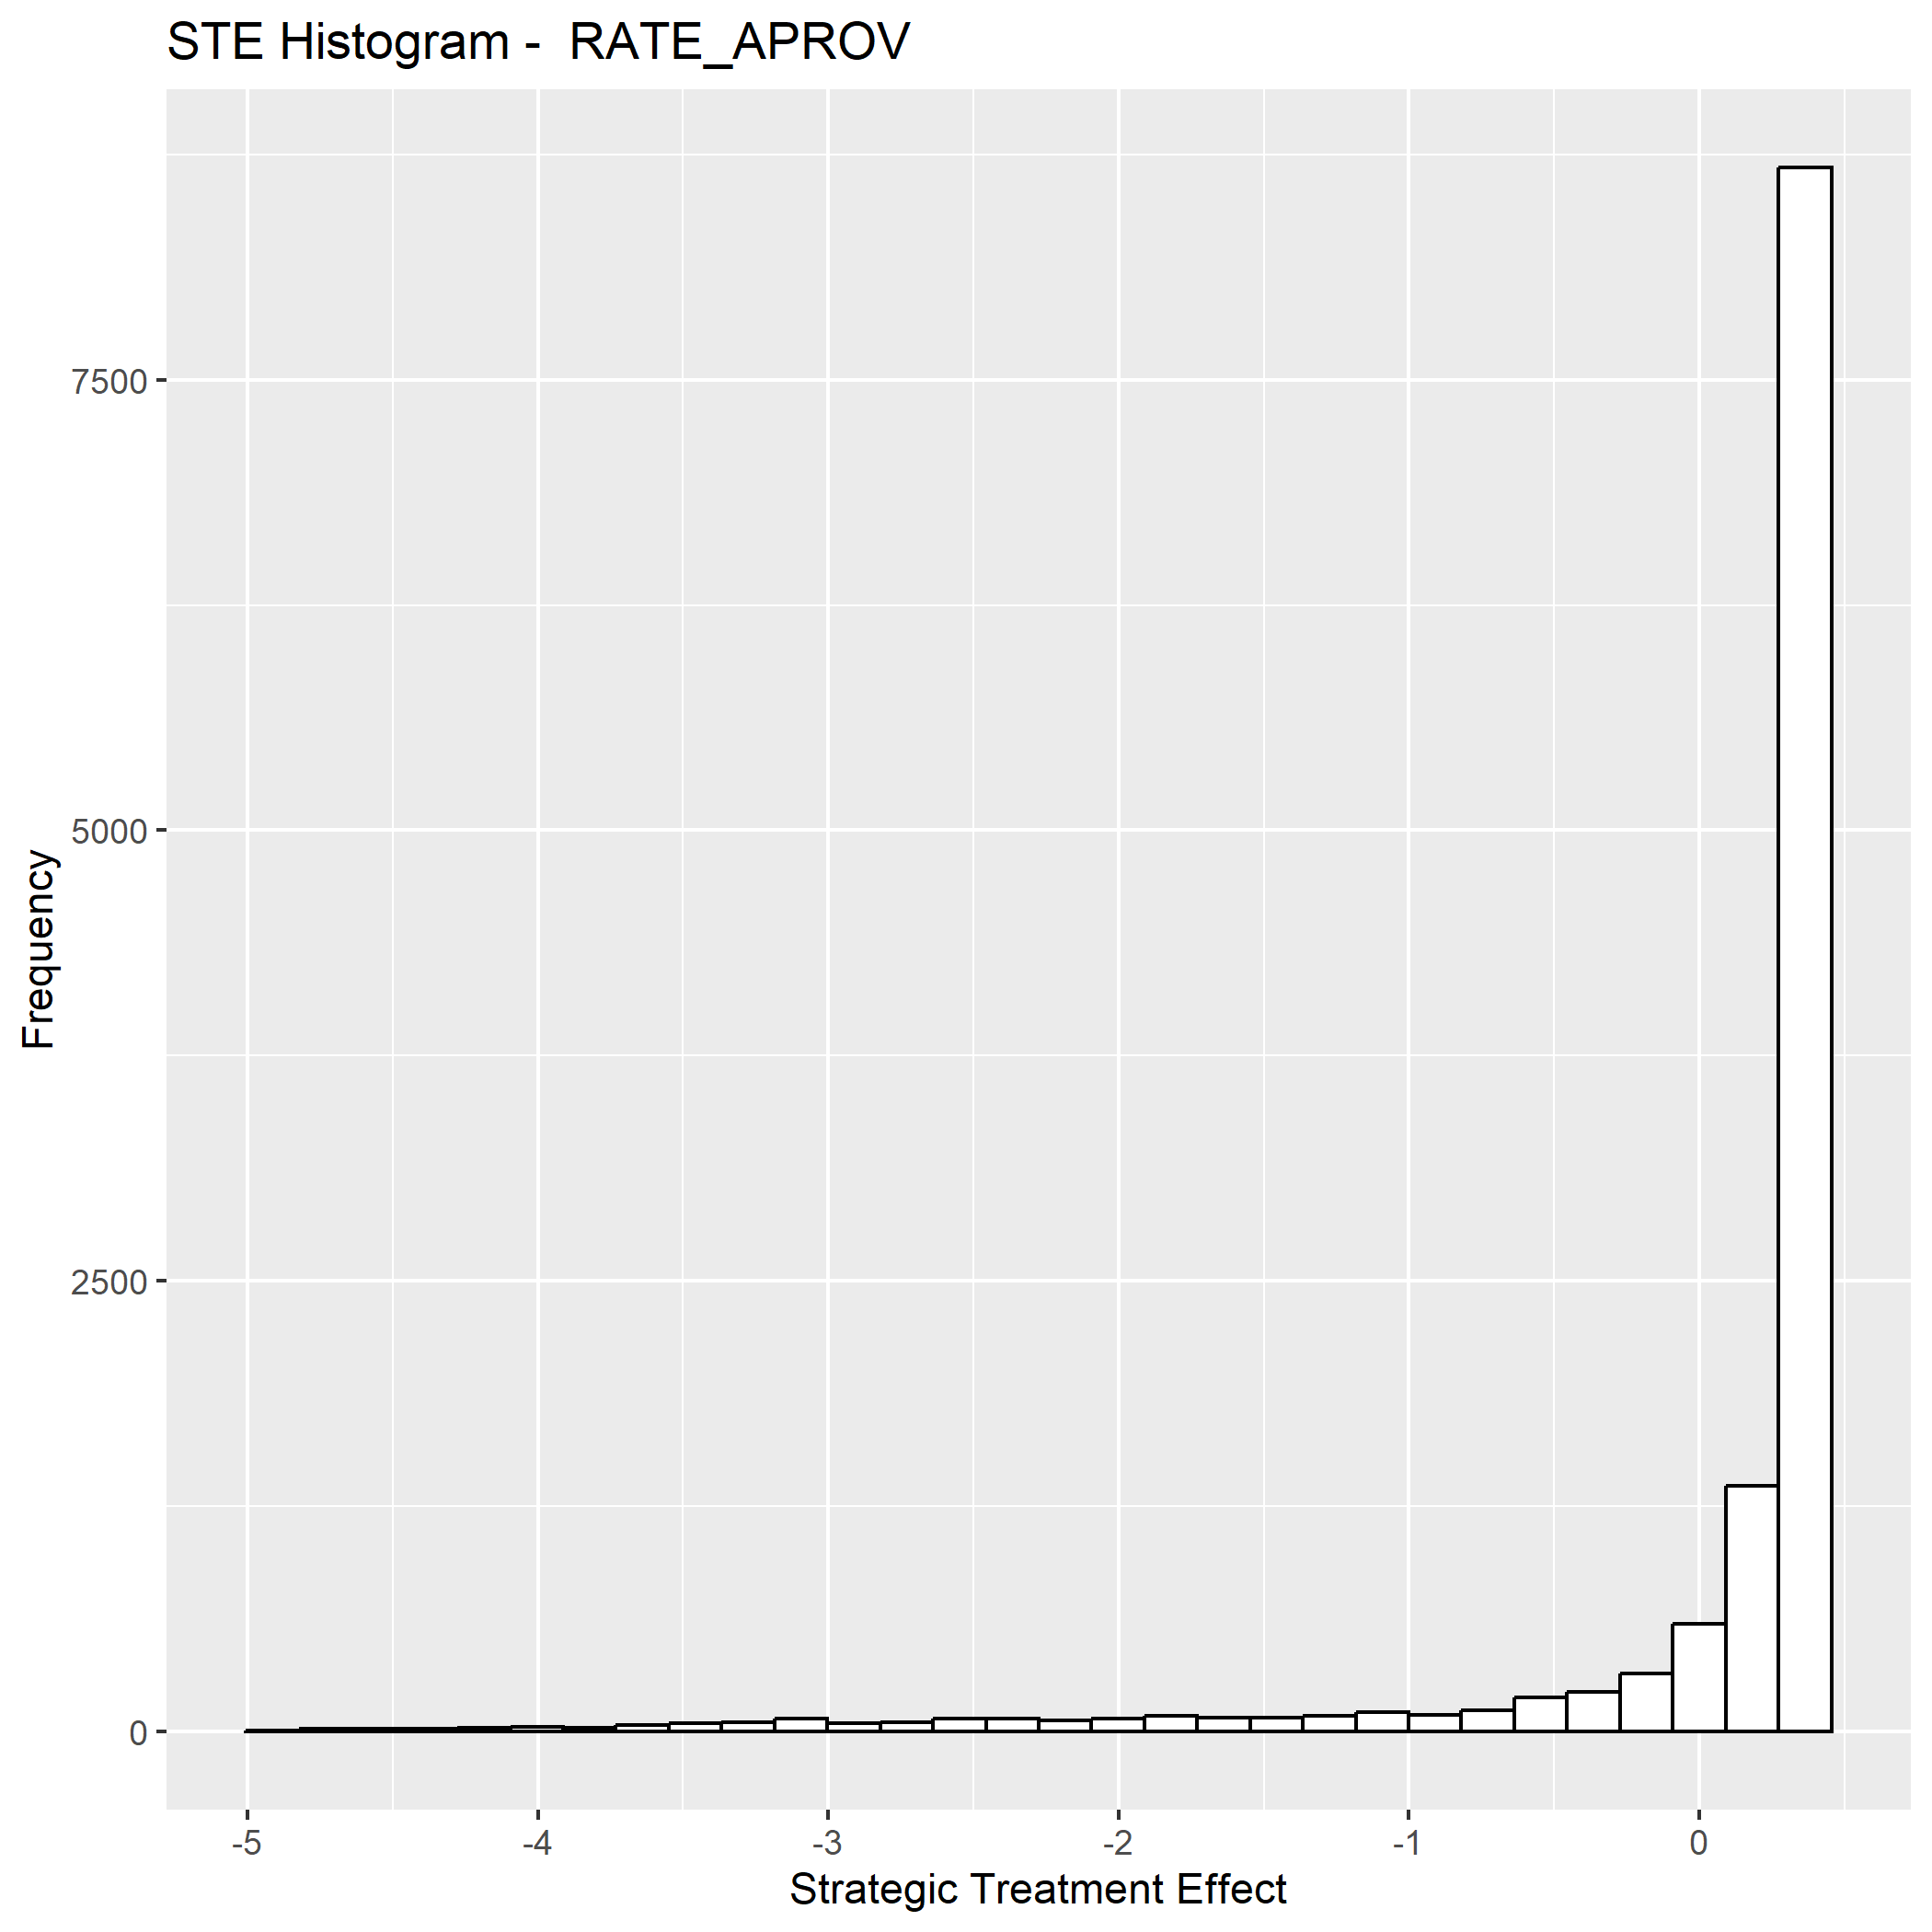 STE Histogram -  RATE_APROV
Frequency
7500
5000
2500
0
-5 -4 -3 -2 -1 0
Strategic Treatment Effect